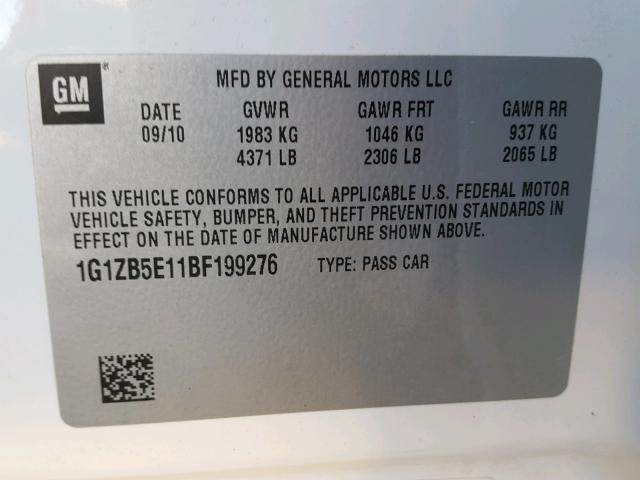 GM
MFD BY GENERAL MOTORS LLC
DATE GVWR GAWR FRT GAWR RR
09/10 1983 KG 1046 KG 937 KG
4371 LB 2306 LB 2065 LB
THIS VEHICLE CONFORMS TO ALL APPLICABLE U.S. FEDERAL MOTOR
VEHICLE SAFETY, BUMPER, AND THEFT PREVENTION STANDARDS IN
EFFECT ON THE DATE OF MANUFACTURE SHOWN ABOVE.
1G1ZB5E11BF199276 TYPE: PASS CAR